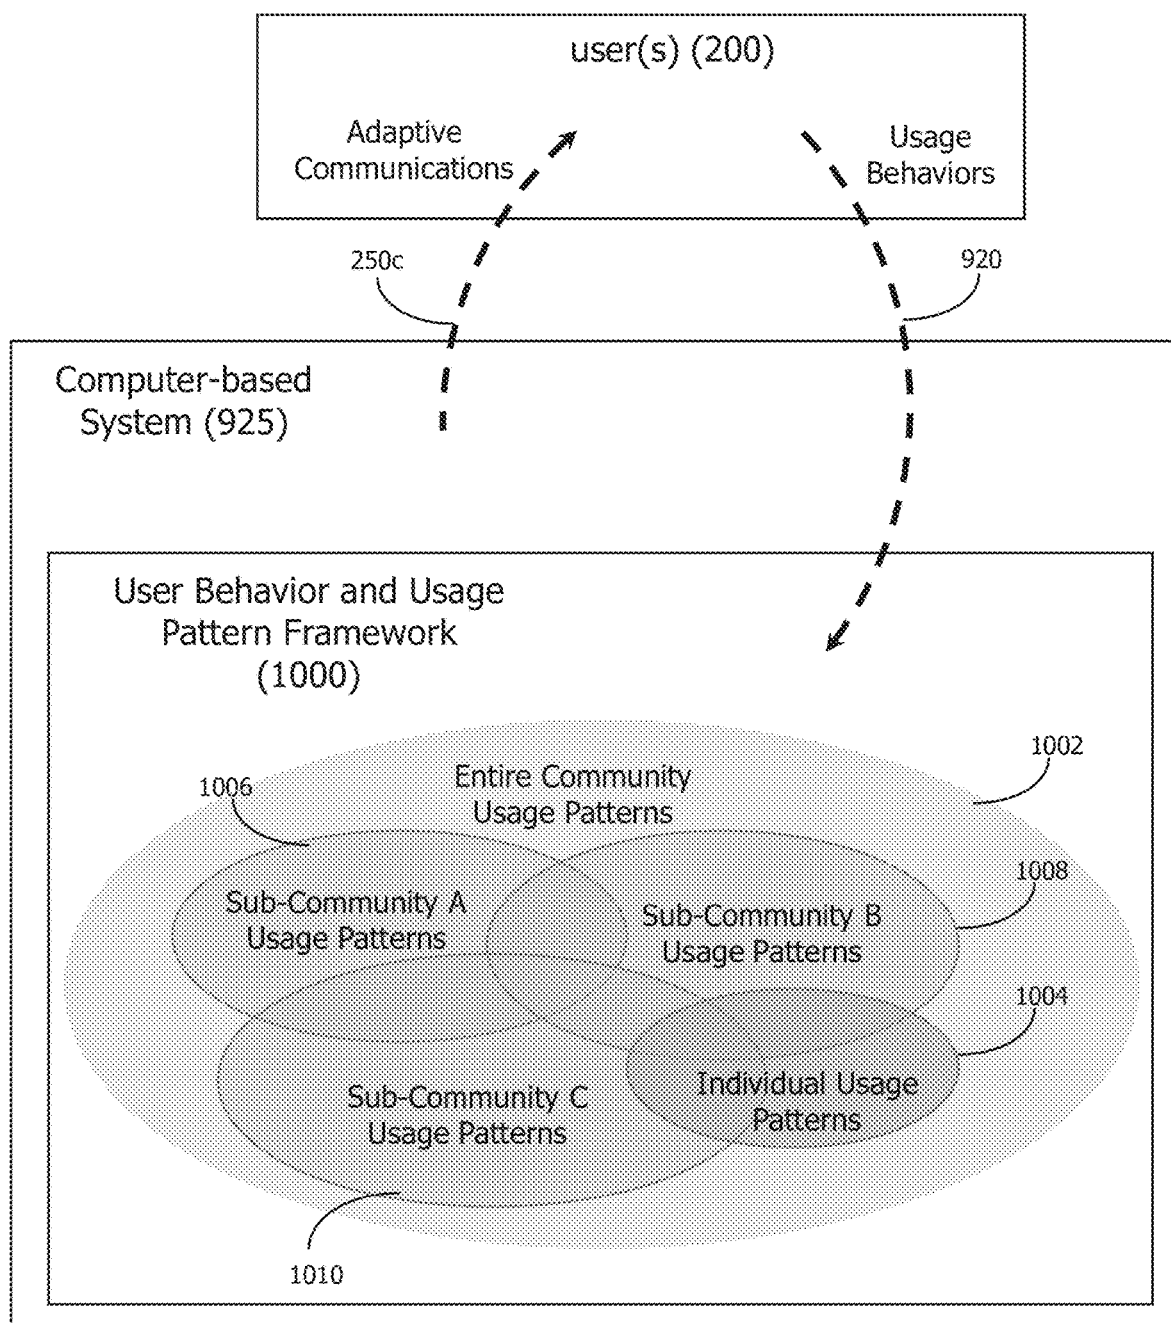 user(s) (200)
Adaptive
Communications
Usage
Behaviors
250c
920
Computer-based
System (925)
User Behavior and Usage
Pattern Framework
(1000)
1002
1006
Entire Community
Usage Patterns
1008
Sub-Community A
Usage Patterns
Sub-Community B
Usage Patterns
1004
Individual Usage
Patterns
Sub-Community C
Usage Patterns
1010